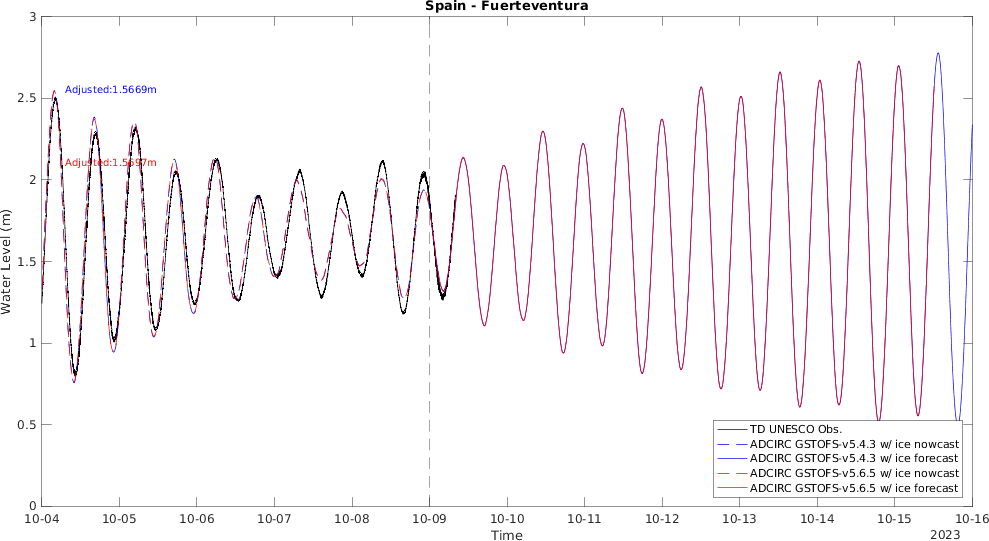 Spain - Fuerteventura
Water Level (m)
3
2.5
2
1.5
1
0.5
0
Adjusted:1.5669m
Adjusted:1.5597m
TD UNESCO Obs.
ADCIRC GSTOFS-v5.4.3 w/ ice nowcast
ADCIRC GSTOFS-v5.4.3 w/ ice forecast
ADCIRC GSTOFS-v5.6.5 w/ ice nowcast
ADCIRC GSTOFS-v5.6.5 w/ ice forecast
10-04 10-05 10-06 10-07 10-08 10-09 10-10 10-11 10-12 10-13 10-14 10-15 10-16
Time
2023